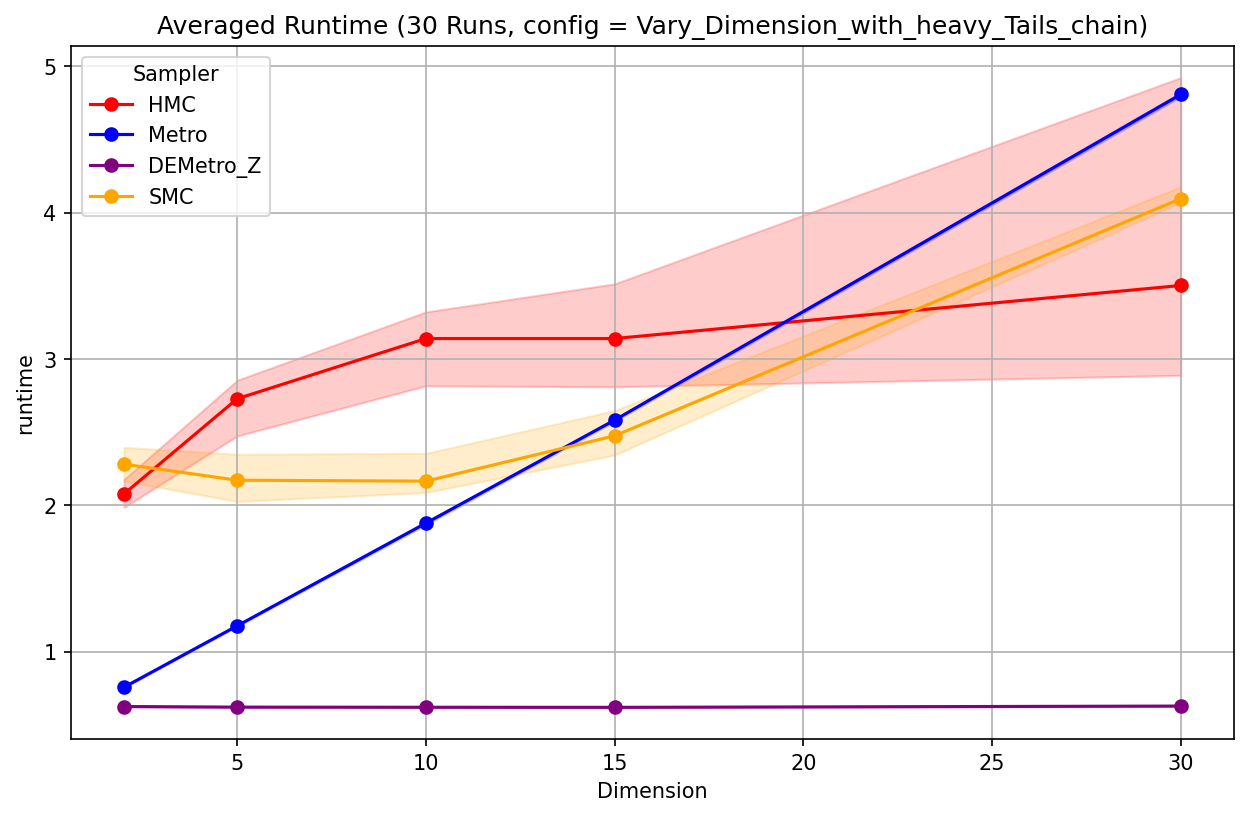 Averaged Runtime (30 Runs, config = Vary_Dimension_with_heavy_Tails_chain)
Sampler
HMC
Metro
DEMetro_Z
SMC
runtime
5
4
3
2
1
5 10 15 20 25 30
Dimension